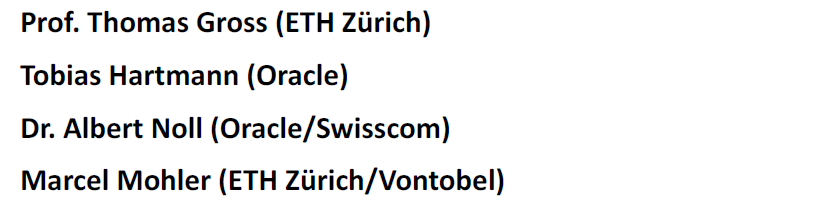 Prof. Thomas Gross (ETH Zürich)
Tobias Hartmann (Oracle)
Dr. Albert Noll (Oracle/Swisscom)
Marcel Mohler (ETH Zürich/Vontobel)